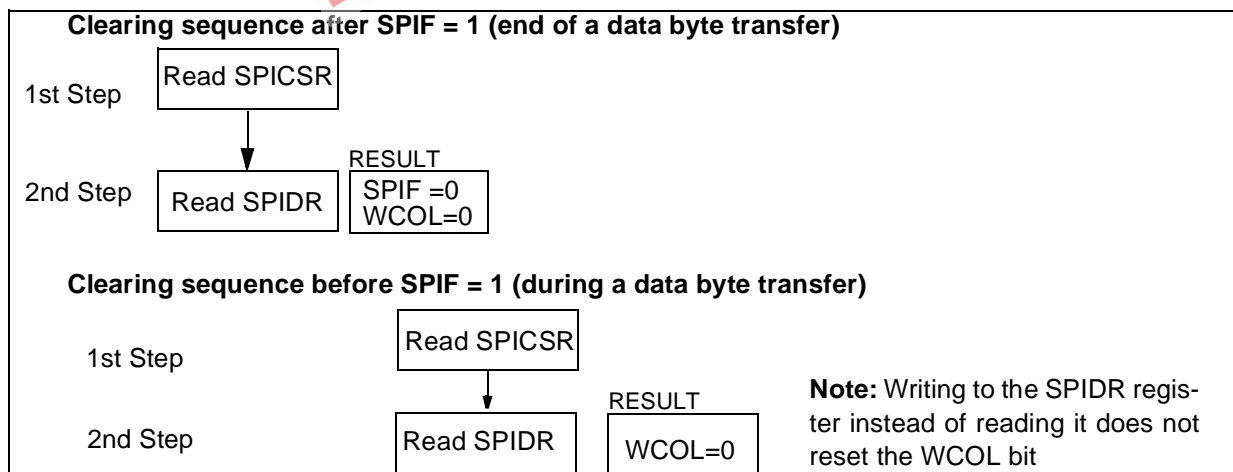 Clearing sequence after SPIF = 1 (end of a data byte transfer)
1st Step
Read SPICSR
2nd Step
Read SPIDR
RESULT
SPIF =0
WCOL=0
Clearing sequence before SPIF = 1 (during a data byte transfer)
1st Step
Read SPICSR
2nd Step
Read SPIDR
RESULT
WCOL=0
Note: Writing to the SPIDR regis-
ter instead of reading it does not
reset the WCOL bit